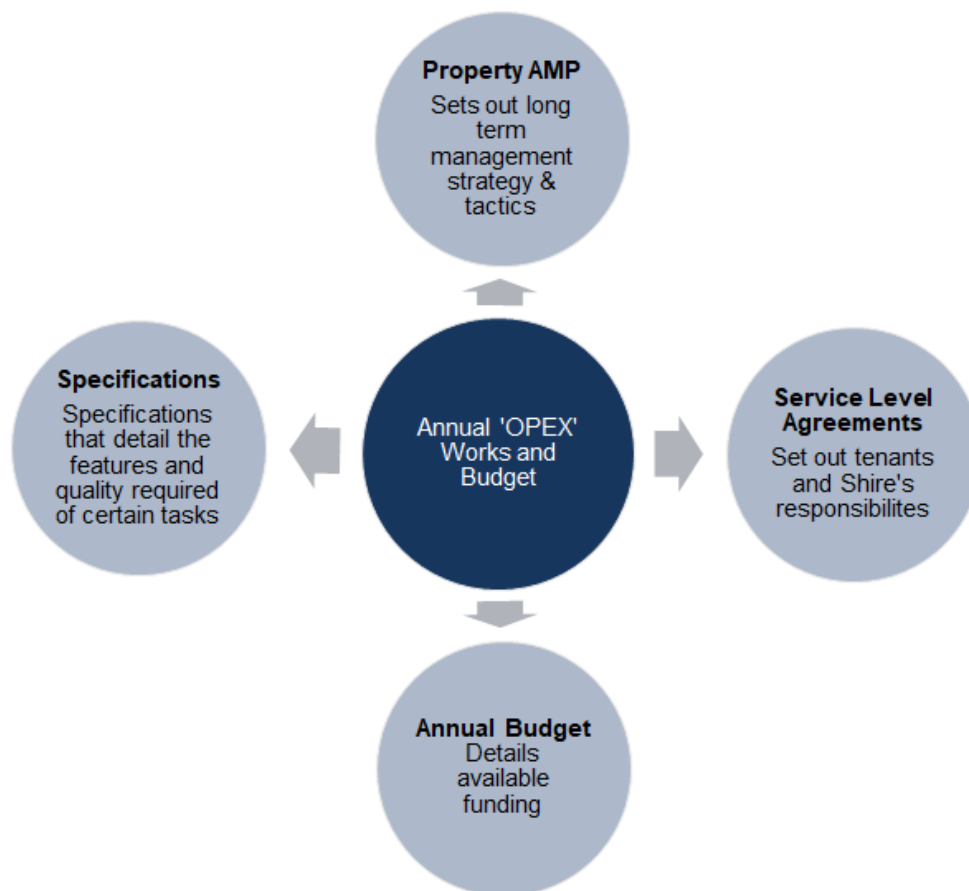 Property AMP
Sets out long
term
management
strategy &
tactics
Specifications
Specifications
that detail the
features and
quality required
of certain tasks
Annual 'OPEX'
Works and
Budget
Service Level
Agreements
Set out tenants
and Shire's
responsibilites
Annual Budget
Details
available
funding